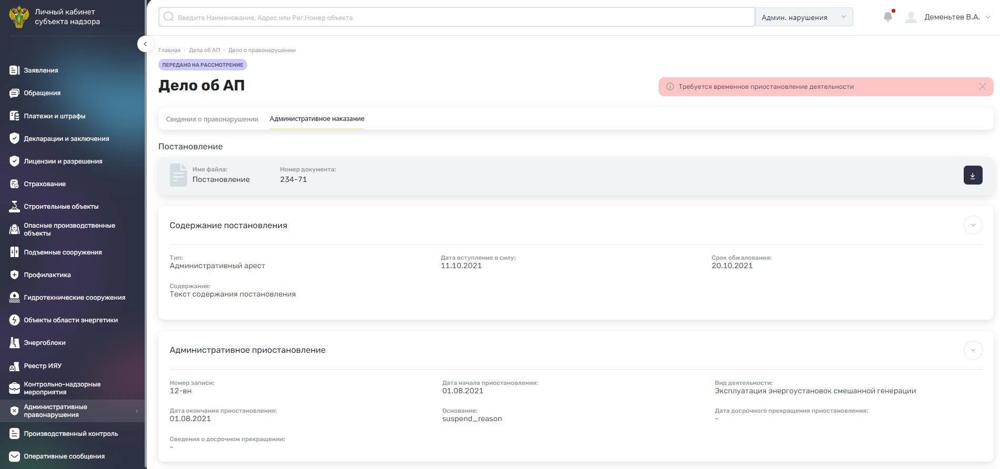 Личный кабинет
субъекта надзора
Заявления
Обращения
Платежи и штрафы
Декларации и заключения
Лицензии и разрешения
Страхование
Строительные объекты
Опасные производственные
объекты
Подъемные сооружения
Профилактика
Гидротехнические сооружения
Объекты области энергетики
Энергоблоки
Реестр ИЯУ
Контрольно-надзорные
мероприятия
Административные
правонарушения
Производственный контроль
Оперативные сообщения
Введите Наименование, Адрес или Рег.Номер объекта
Админ. нарушения
Дементьев В.А.
Главная · Дела об АП · Дело о правонарушении
ПЕРЕДАНО НА РАССМОТРЕНИЕ
Дело об АП
Требуется временное приостановление деятельности
Сведения о правонарушении Административное наказание
Постановление
Имя файла: Номер документа:
Постановление 234-71
Содержание постановления
Тип: Дата вступление в силу: Срок обжалования:
Административный арест 11.10.2021 20.10.2021
Содержание:
Текст содержания постановления
Административное приостановление
Номер записи: Дата начала приостановления: Вид деятельности:
12-вн 01.08.2021 Эксплуатация энергоустановок смешанной генерации
Дата окончания приостановления: Основание: Дата досрочного прекращения приостановления:
01.08.2021 suspend_reason -
Сведения о досрочном прекращении:
-